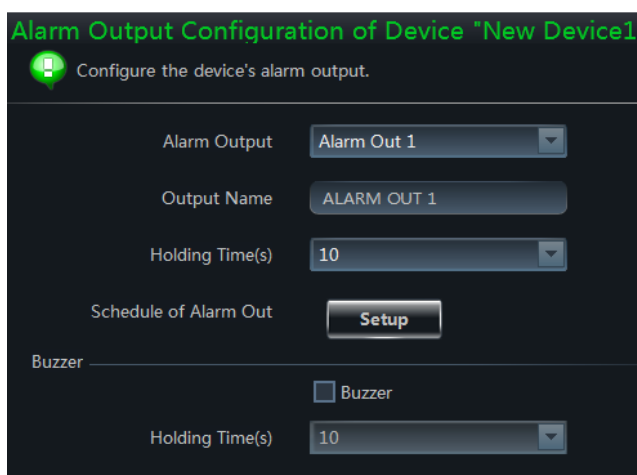 Alarm Output Configuration of Device "New Device1
Configure the device's alarm output.
Alarm Output Alarm Out 1
Output Name ALARM OUT 1
Holding Time(s) 10
Schedule of Alarm Out Setup
Buzzer
Buzzer
Holding Time(s) 10